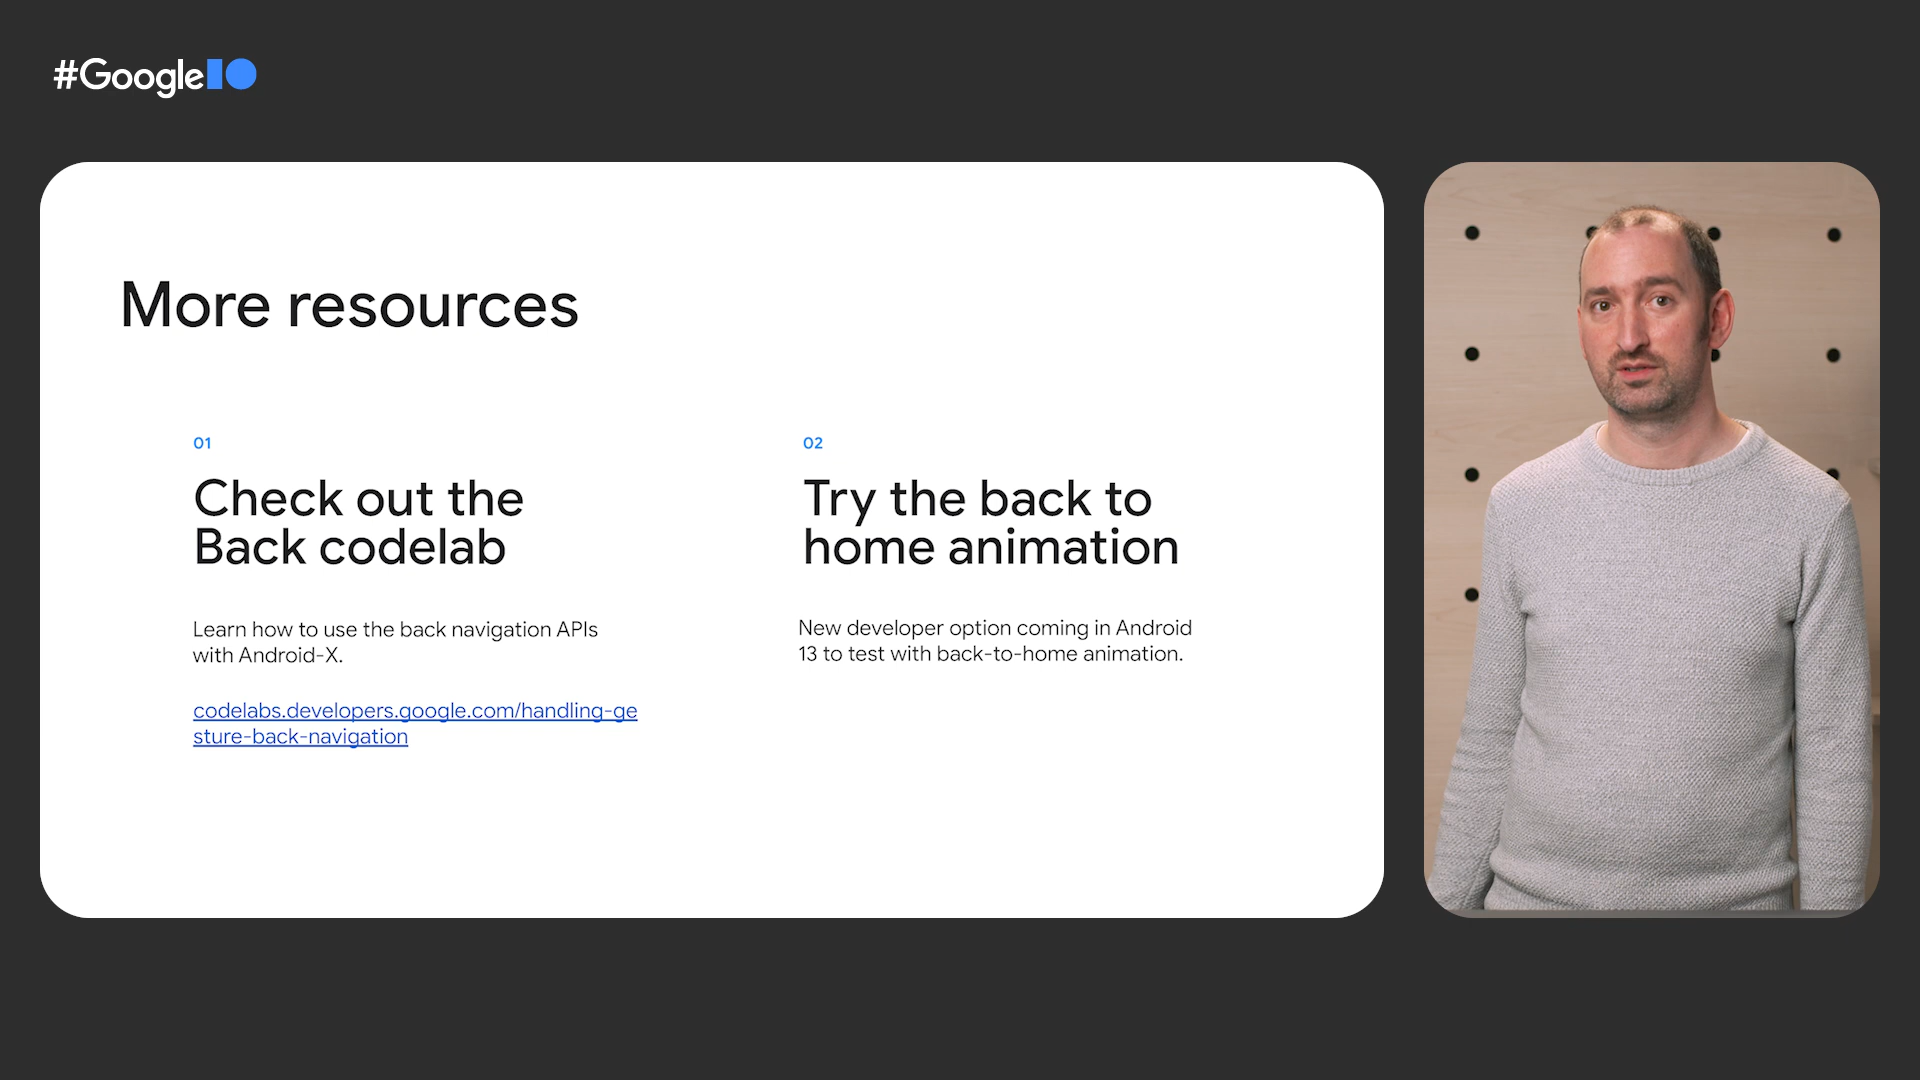 #Google IO
More resources
01
Check out the
Back codelab
Learn how to use the back navigation APIs
with Android-X.
codelabs.developers.google.com/handling-ge
sture-back-navigation
02
Try the back to
home animation
New developer option coming in Android
13 to test with back-to-home animation.